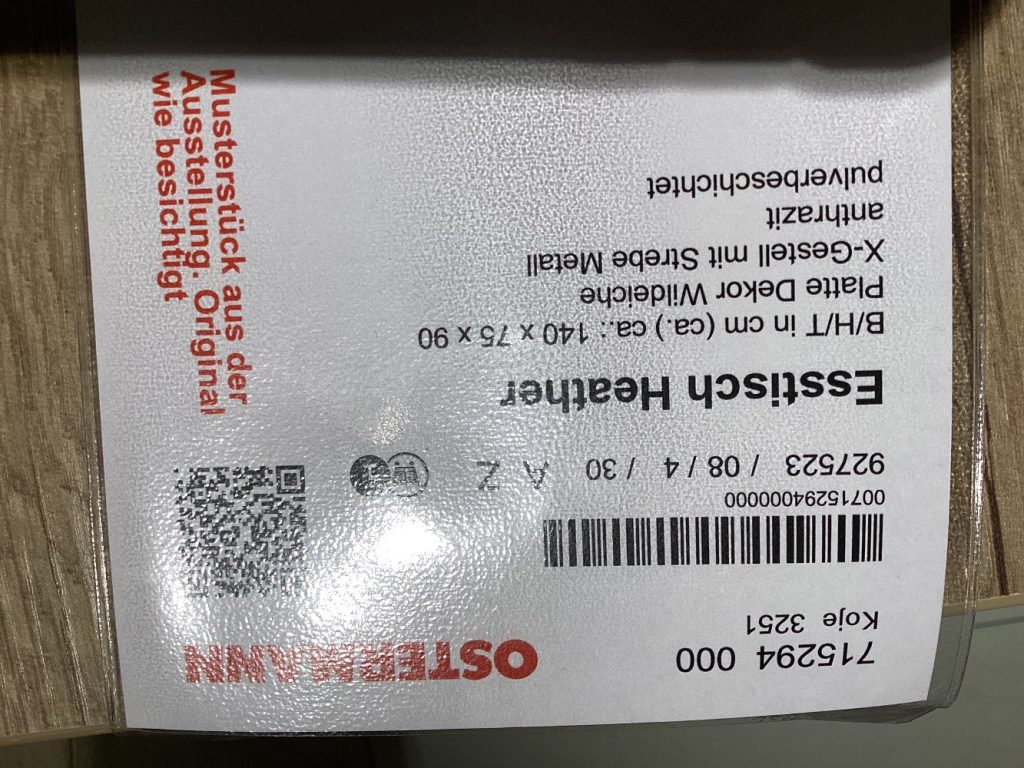 715294 000
OSTERMANN
Koje 3251
00715294000000
927523 / 08 / 4 / 30 A Z
Esstisch Heather
B/H/T in cm (ca.) ca.: 140 x 75 x 90
Platte Dekor Wildeiche
X-Gestell mit Strebe Metall
anthrazit
pulverbeschichtet
Musterstück aus der
Ausstellung. Original
wie besichtigt